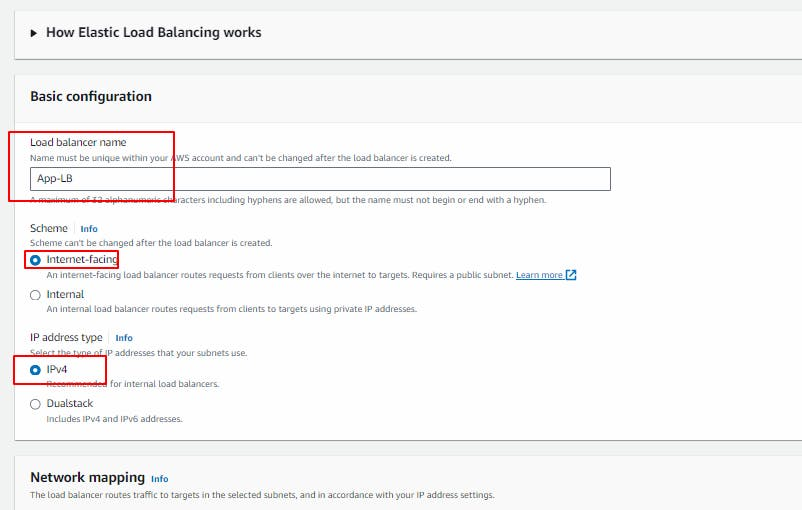 How Elastic Load Balancing works
Basic configuration
Load balancer name
Name must be unique within your AWS account and can't be changed after the load balancer is created.
App-LB
A maximum of 32 alphanumeric characters including hyphens are allowed, but the name must not begin or end with a hyphen.
Scheme Info
Scheme can't be changed after the load balancer is created.
Internet-facing
An internet-facing load balancer routes requests from clients over the internet to targets. Requires a public subnet. Learn more
Internal
An internal load balancer routes requests from clients to targets using private IP addresses.
IP address type Info
Select the type of IP addresses that your subnets use.
IPv4
Recommended for internal load balancers.
Dualstack
Includes IPv4 and IPv6 addresses.
Network mapping Info
The load balancer routes traffic to targets in the selected subnets, and in accordance with your IP address settings.